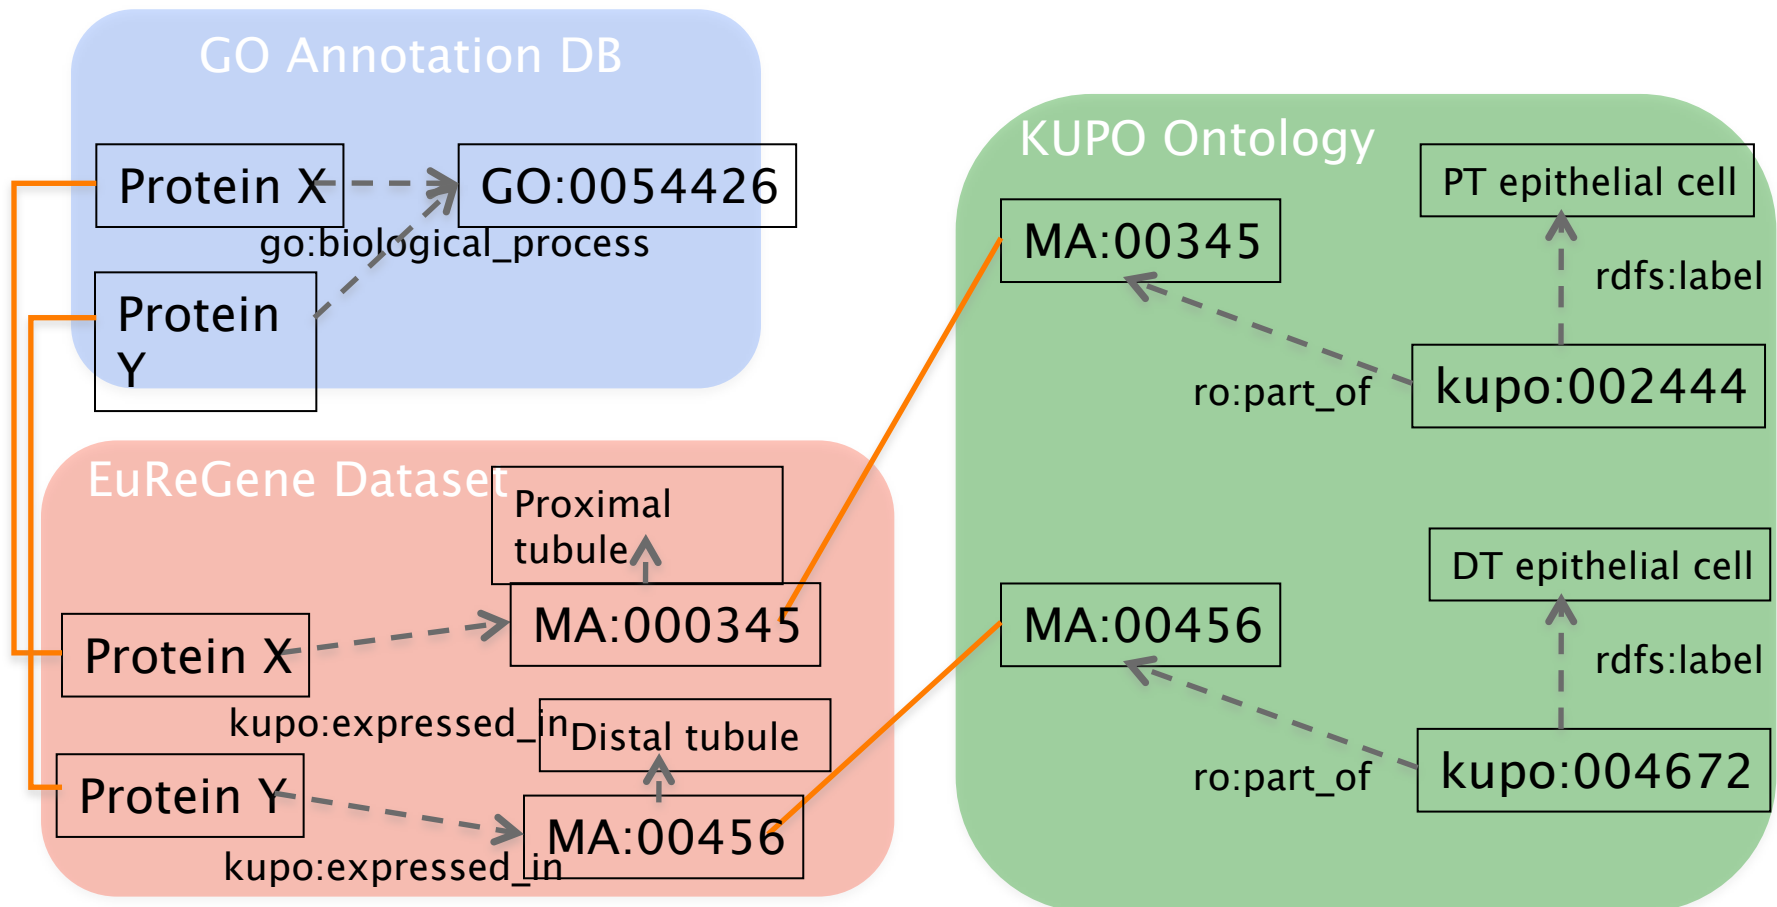 GO Annotation DB
Protein X
GO:0054426
go:biological_process
Protein
Y
EuReGene Dataset
Proximal
tubule
MA:000345
Protein X
kupo:expressed_in
Distal tubule
Protein Y
MA:00456
kupo:expressed_in
KUPO Ontology
PT epithelial cell
MA:00345
rdfs:label
ro:part_of
kupo:002444
DT epithelial cell
MA:00456
rdfs:label
ro:part_of
kupo:004672